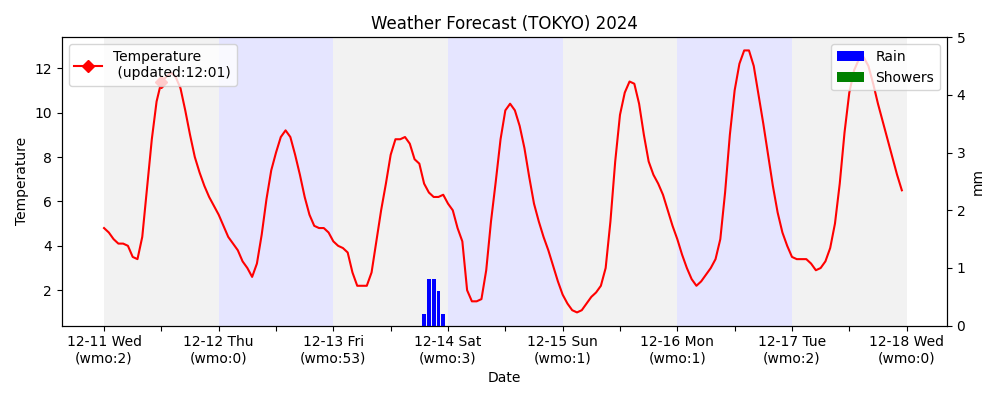 Weather Forecast (TOKYO) 2024
Temperature
(updated:12:01)
Rain
Showers
Temperature
12
10
8
6
4
2
5
4
3
2
1
0
mm
12-11 Wed
(wmo:2)
12-12 Thu
(wmo:0)
12-13 Fri
(wmo:53)
12-14 Sat
(wmo:3)
12-15 Sun
(wmo:1)
12-16 Mon
(wmo:1)
12-17 Tue
(wmo:2)
12-18 Wed
(wmo:0)
Date